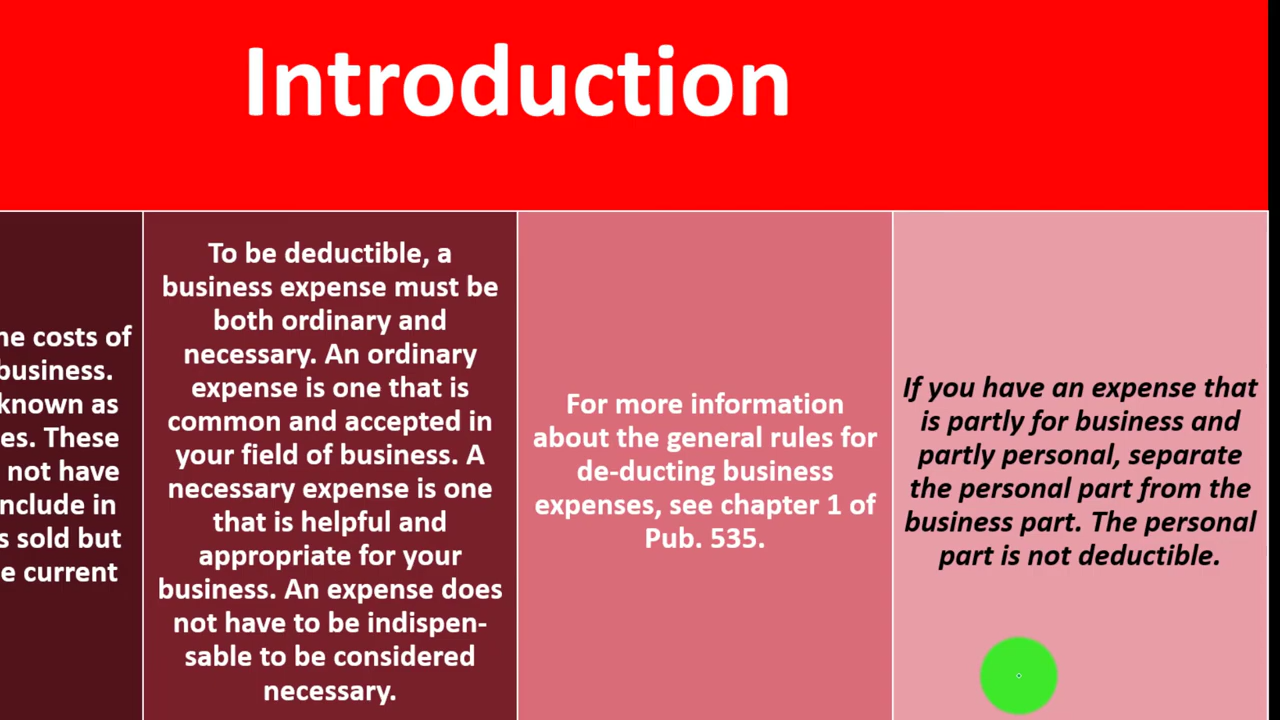 Introduction
costs of
business.
known as
These
not have
in
sold but
current
To be deductible, a
business expense must be
both ordinary and
necessary. An ordinary
expense is one that is
common and accepted in
your field of business. A
necessary expense is one
that is helpful and
appropriate for your
business. An expense does
not have to be indispen-
sable to be considered
necessary.
For more information
about the general rules for
de-ducting business
expenses, see chapter 1 of
Pub. 535.
If you have an expense that
is partly for business and
partly personal, separate
the personal part from the
business part. The personal
part is not deductible.